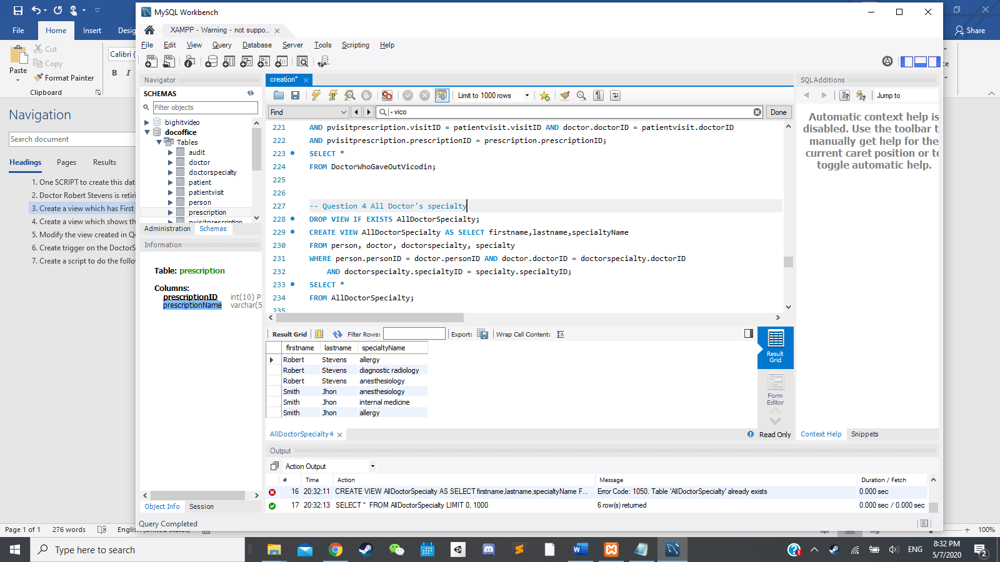 MySQL Workbench
File Home Insert Desig
Share
XAMPP - Warning - not suppo...
File Edit View Query Database Server Tools Scripting Help
Paste
Cut
Copy
Format Painter
Clipboard
Calibri (
B I
Navigator
SCHEMAS
Filter objects
bighitvideo
docoffice
Tables
audit
doctor
doctorspecialty
patient
patientvisit
person
prescription
pvisitprescription
Administration Schemas
Information
Table: prescription
Columns:
prescriptionID int(10) P
prescriptionName varchar(5
Object Info Session
Query Completed
Navigation
Search document
Headings Pages Results
1. One SCRIPT to create this dat
2. Doctor Robert Stevens is retiri
3. Create a view which has First
4. Create a view which shows th
5. Modify the view created in Q4
6. Create trigger on the DoctorS
7. Create a script to do the follow
creation*
Limit to 1000 rows
Find
vico
Done
221 AND pvisitprescription.visitID = patientvisit.visitID AND doctor.doctorID = patientvisit.doctorID
222 AND pvisitprescription.prescriptionID = prescription.prescriptionID;
223 SELECT *
224 FROM DoctorWhoGaveOutVicodin;
225
226
227 -- Question 4 All Doctor's specialty
228 DROP VIEW IF EXISTS AllDoctorSpecialty;
229 CREATE VIEW AllDoctorSpecialty AS SELECT firstname,lastname,specialtyName
230 FROM person, doctor, doctorspecialty, specialty
231 WHERE person.personID = doctor.personID AND doctor.doctorID = doctorspecialty.doctorID
232 AND doctorspecialty.specialtyID = specialty.specialtyID;
233 SELECT *
234 FROM AllDoctorSpecialty;
235
Result Grid Filter Rows: Export: Wrap Cell Content:
firstname lastname specialtyName
Robert Stevens allergy
Robert Stevens diagnostic radiology
Robert Stevens anesthesiology
Smith Jhon anesthesiology
Smith Jhon internal medicine
Smith Jhon allergy
Result Grid
Form Editor
AllDoctorSpecialty4
Read Only
SQLAdditions
Jump to
Automatic context help is
disabled. Use the toolbar t
manually get help for the
current caret position or to
toggle automatic help.
Context Help Snippets
Output
Action Output
# Time Action Message Duration / Fetch
16 20:32:11 CREATE VIEW AllDoctorSpecialty AS SELECT firstname,lastname,specialtyName F... Error Code: 1050. Table 'AllDoctorSpecialty' already exists 0.000 sec
17 20:32:13 SELECT * FROM AllDoctorSpecialty LIMIT 0, 1000 6 row(s) returned 0.000 sec / 0.000 sec
Page 1 of 1 276 words English (United States) 100%
Type here to search
ENG
8:32 PM
5/7/2020
2